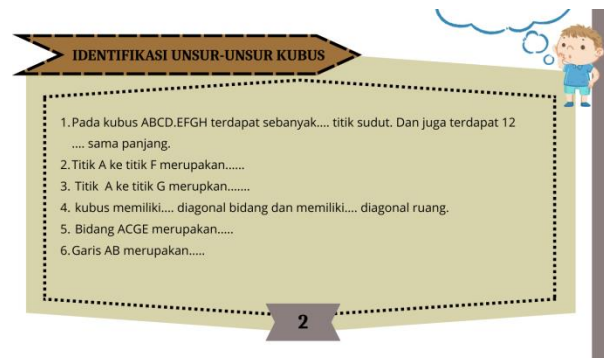 IDENTIFIKASI UNSUR-UNSUR KUBUS
1.Pada kubus ABCD.EFGH terdapat sebanyak.... titik sudut. Dan juga terdapat 12
.... sama panjang.
2.Titik A ke titik F merupakan......
3. Titik A ke titik G merupkan.......
4. kubus memiliki.... diagonal bidang dan memiliki.... diagonal ruang.
5. Bidang ACGE merupakan.....
6.Garis AB merupakan.....
2